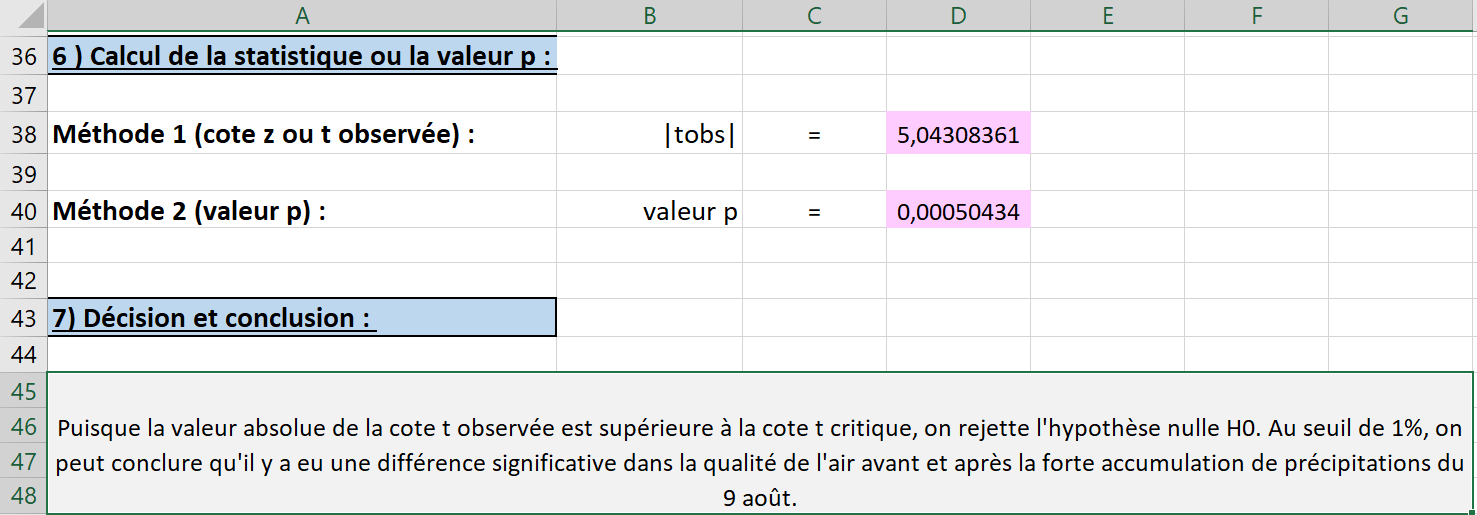 A B C D E F G
36 6 ) Calcul de la statistique ou la valeur p :
37
38 Méthode 1 (cote z ou t observée) : |tobs| = 5,04308361
39
40 Méthode 2 (valeur p) : valeur p = 0,00050434
41
42
43 7) Décision et conclusion :
44
45
46 Puisque la valeur absolue de la cote t observée est supérieure à la cote t critique, on rejette l'hypothèse nulle H0. Au seuil de 1%, on
47 peut conclure qu'il y a eu une différence significative dans la qualité de l'air avant et après la forte accumulation de précipitations du
48 9 août.